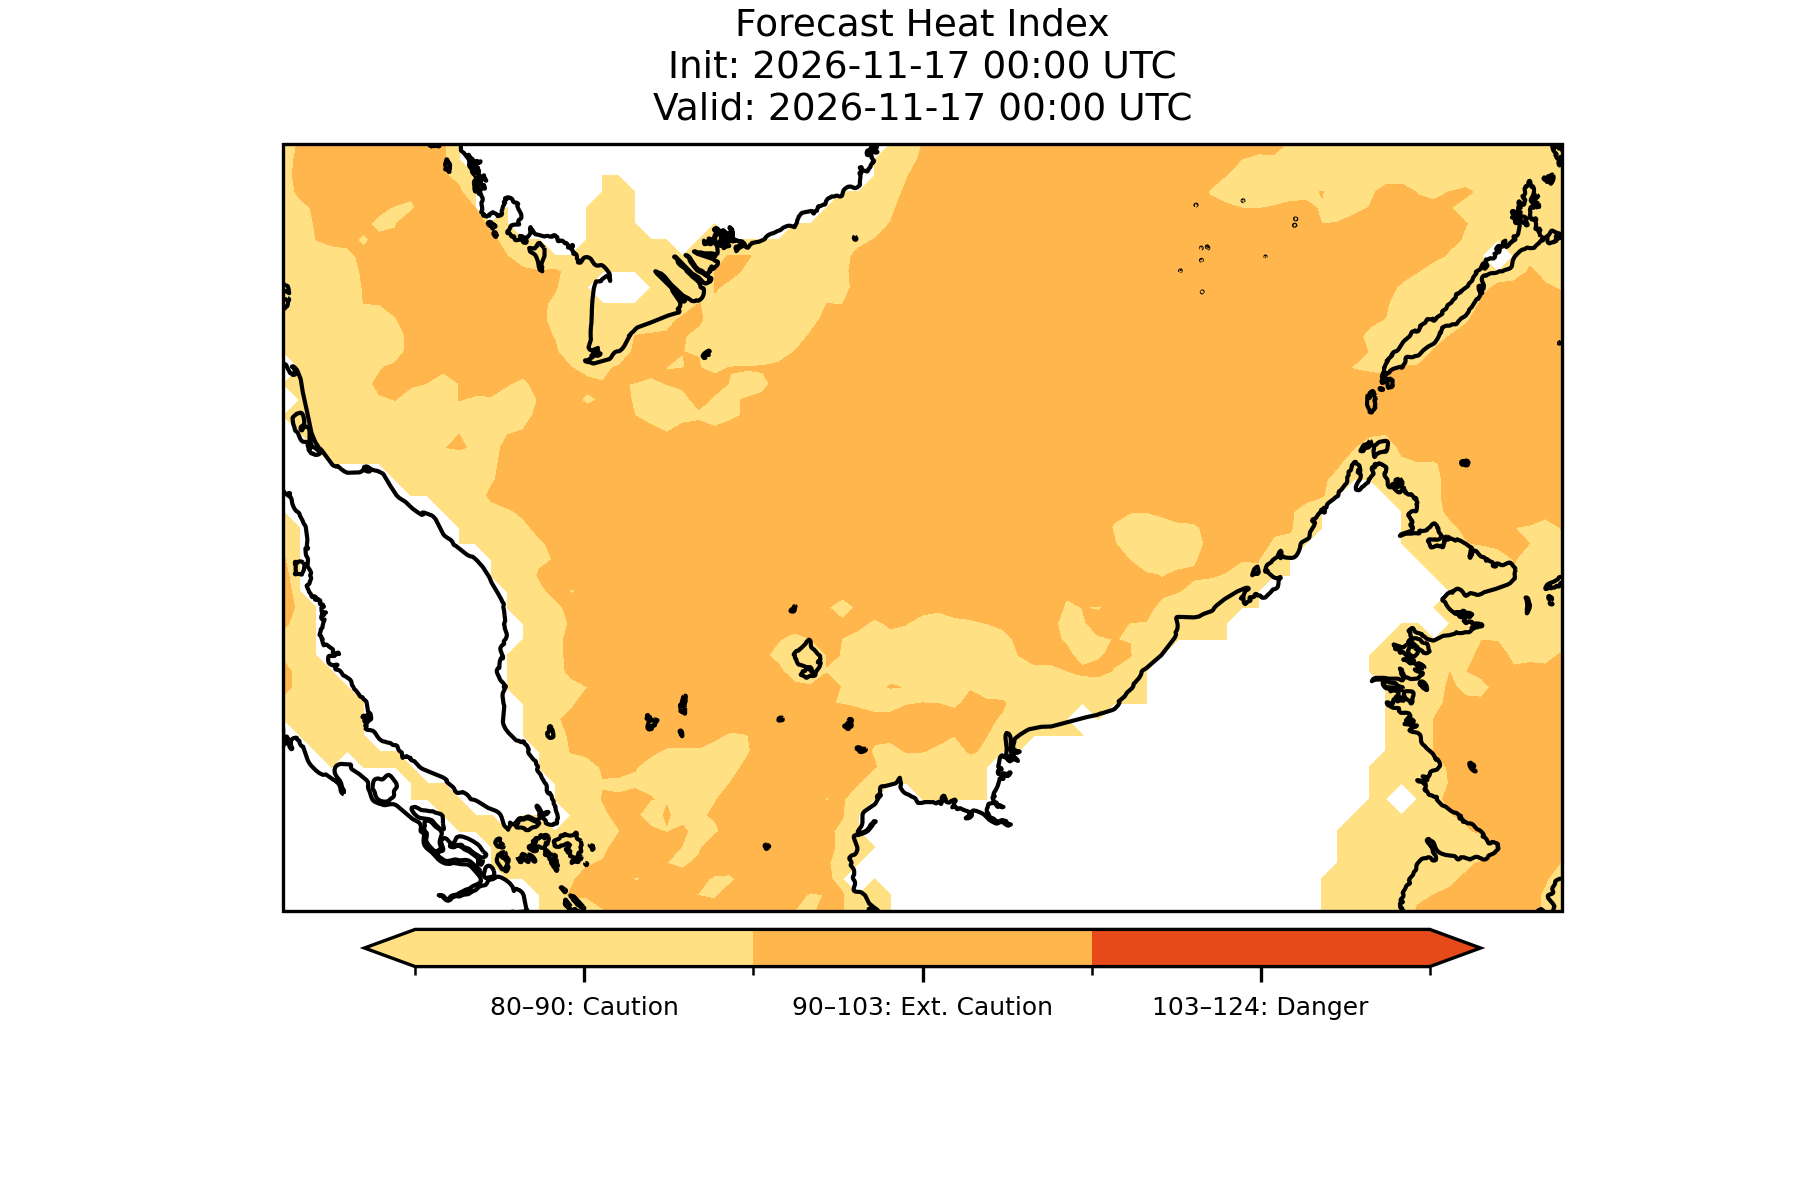 Forecast Heat Index
Init: 2026-11-17 00:00 UTC
Valid: 2026-11-17 00:00 UTC
80–90: Caution
90–103: Ext. Caution
103–124: Danger